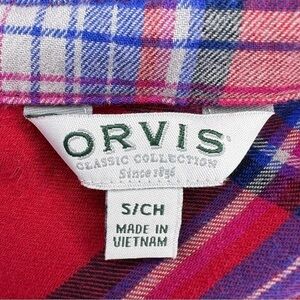 ORVIS
CLASSIC COLLECTION
Since 1856
S/CH
MADE IN
VIETNAM